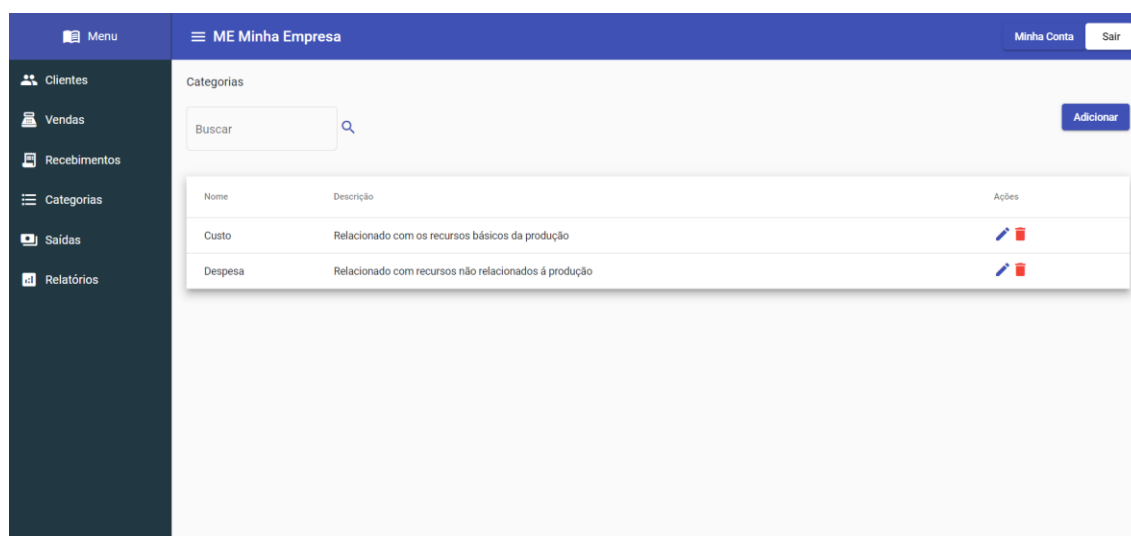 Menu
ME Minha Empresa
Minha Conta
Sair
Clientes
Vendas
Recebimentos
Categorias
Saídas
Relatórios
Categorias
Buscar
Adicionar
Nome Descrição Ações
Custo Relacionado com os recursos básicos da produção
Despesa Relacionado com recursos não relacionados á produção